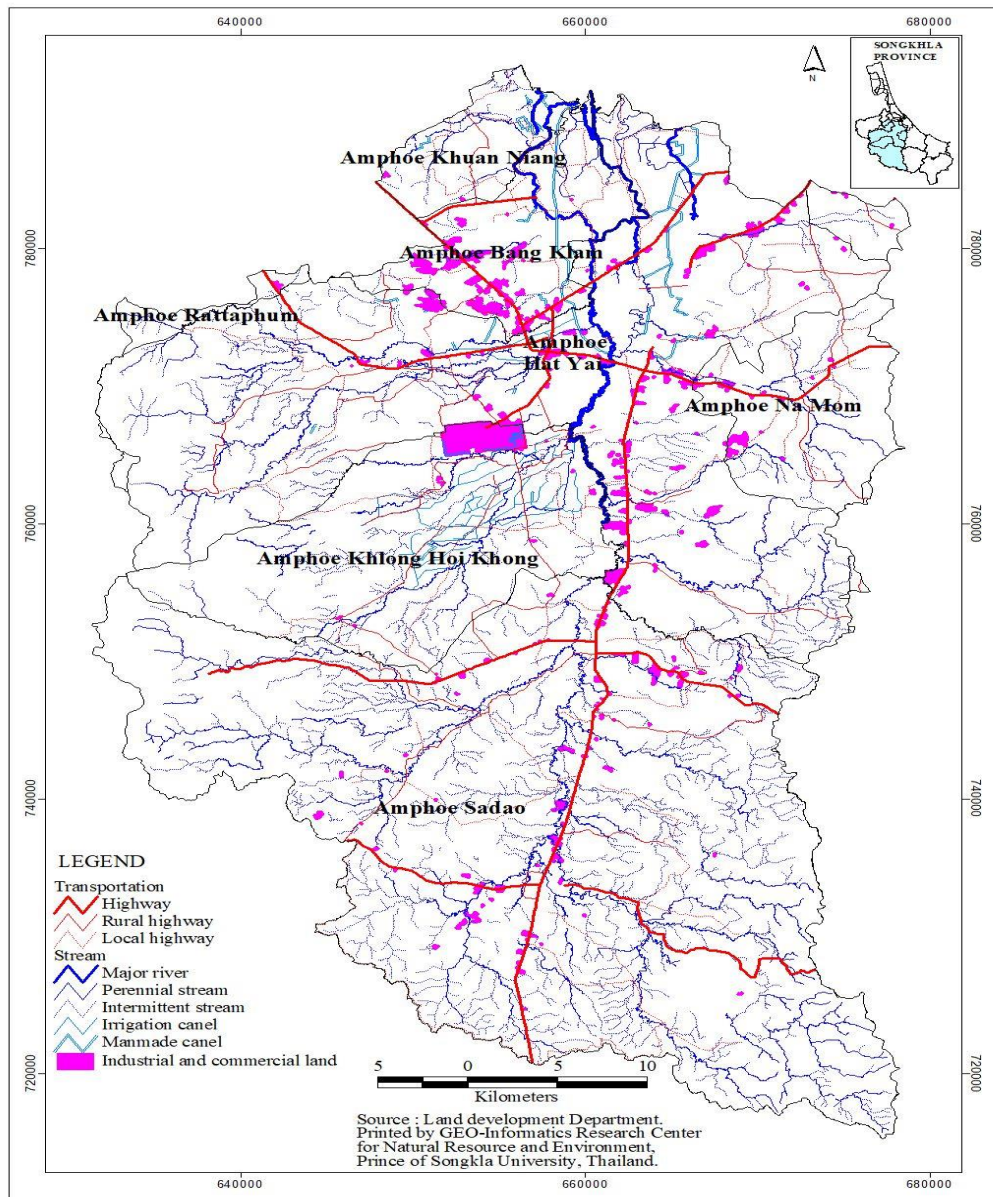 640000
660000
680000
SONGKHLA
PROVINCE
N
Amphoe Khuan Niang
780000
780000
Amphoe Bang Klam
Amphoe Rattaphum
Amphoe
Hat Yai
Amphoe Na Mom
760000
760000
Amphoe Khlong Hoi Khong
740000
740000
Amphoe Sadao
LEGEND
Transportation
Highway
Rural highway
Local highway
Stream
Major river
Perennial stream
Intermittent stream
Irrigation canel
Manmade canel
Industrial and commercial land
5 0 5 10
Kilometers
720000
720000
Source : Land development Department.
Printed by GEO-Informatics Research Center
for Natural Resource and Environment,
Prince of Songkla University, Thailand.
640000
660000
680000